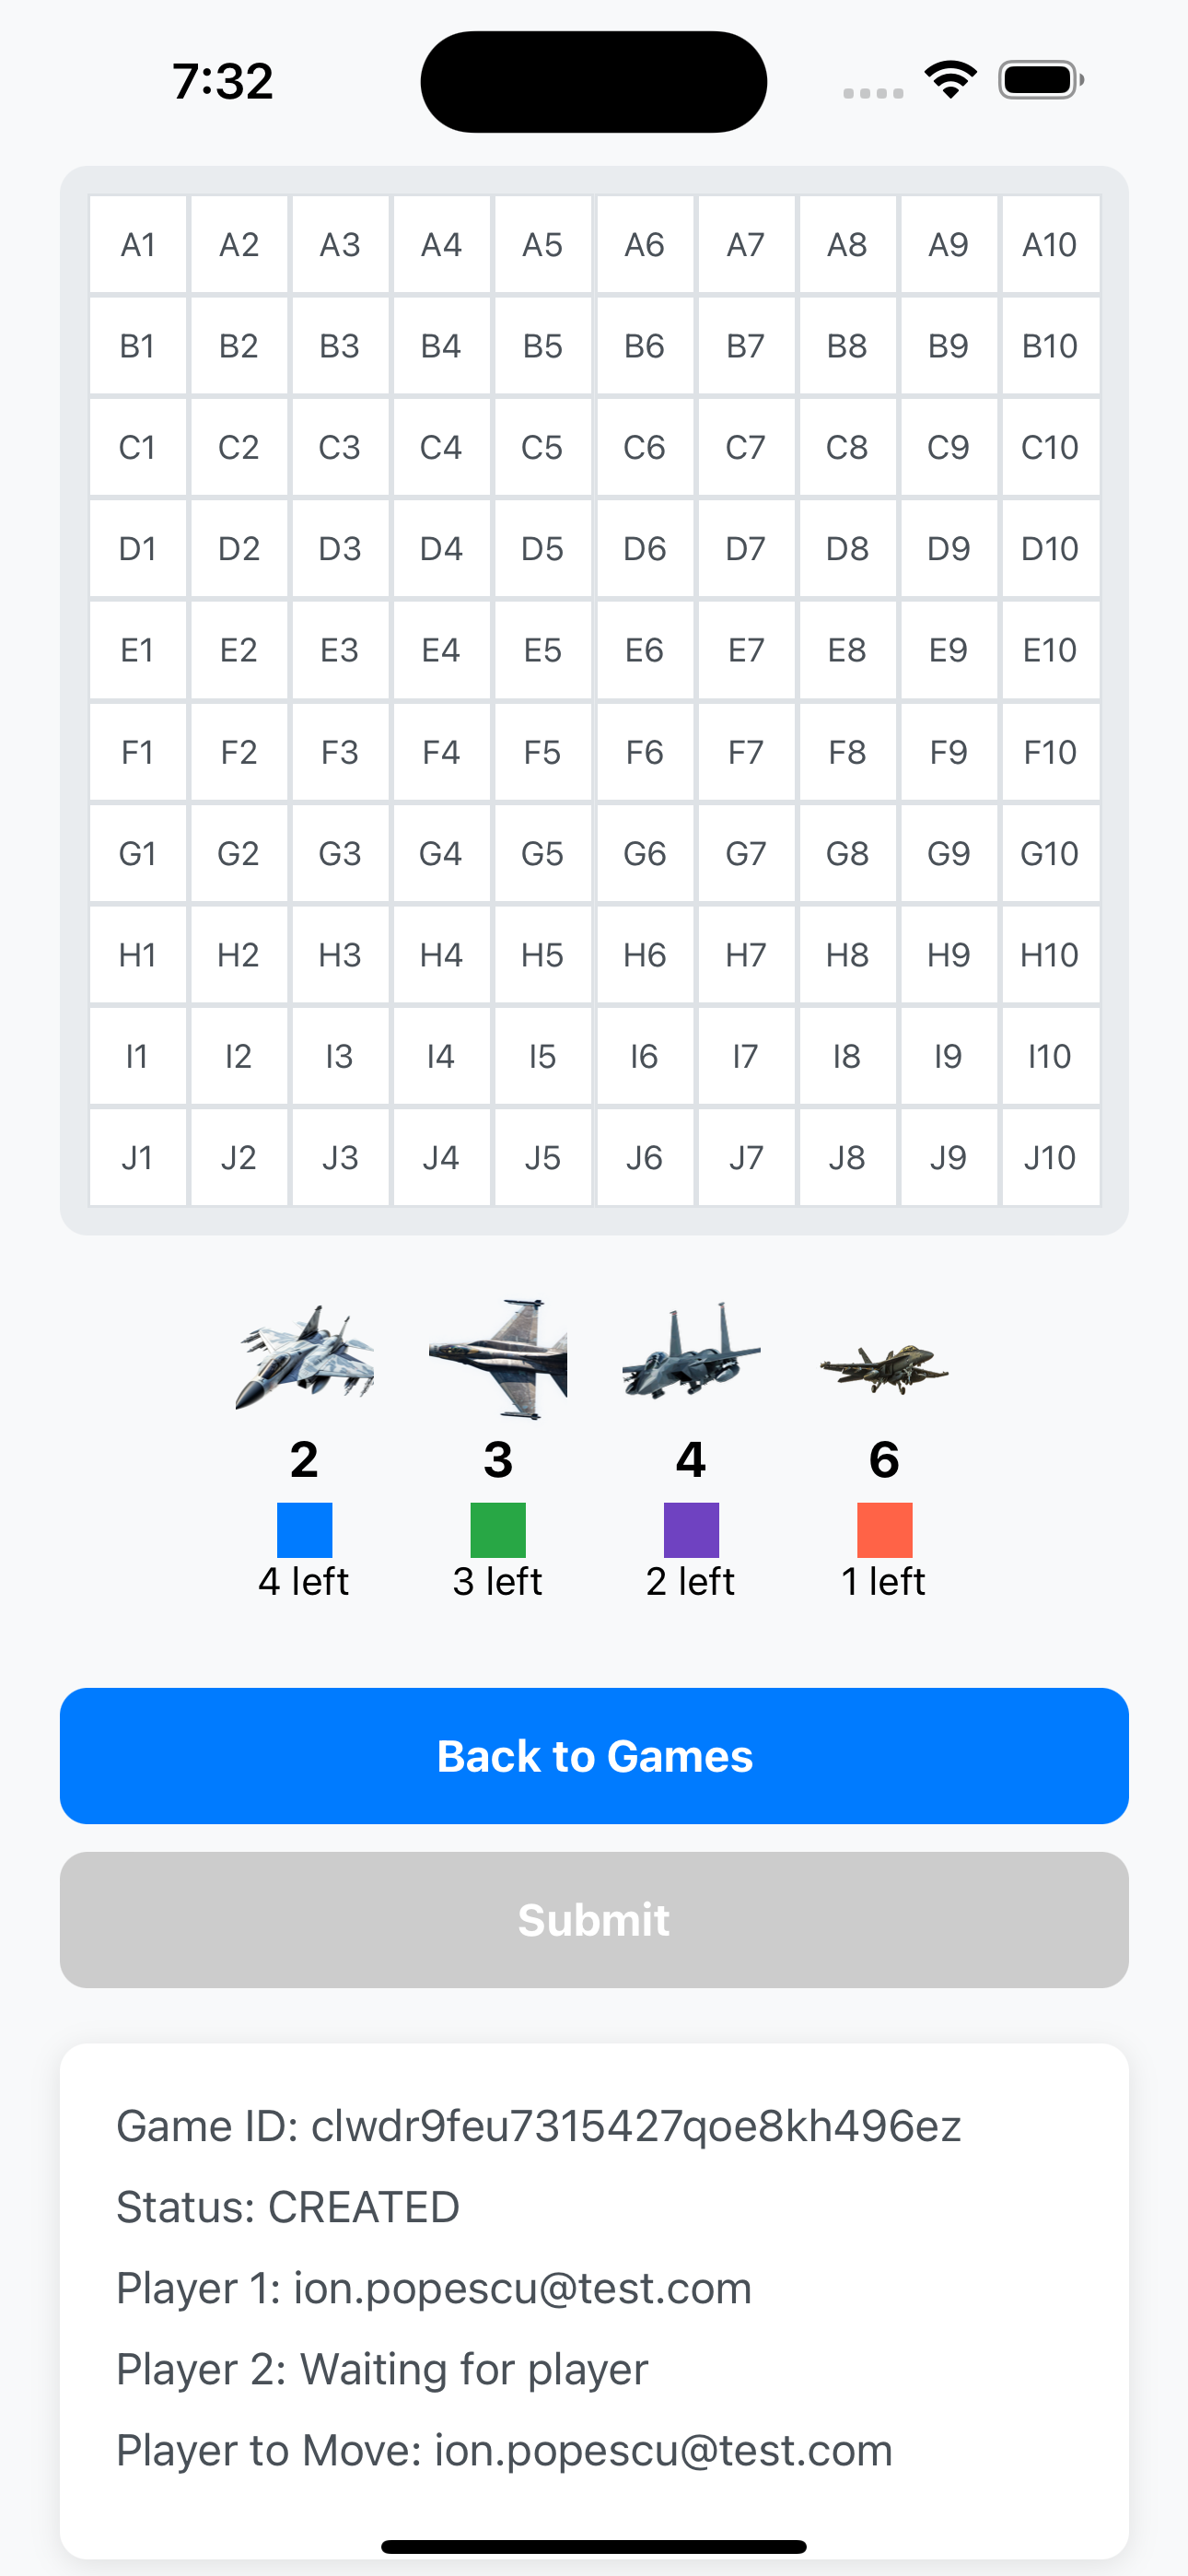 7:32
A1 A2 A3 A4 A5 A6 A7 A8 A9 A10
B1 B2 B3 B4 B5 B6 B7 B8 B9 B10
C1 C2 C3 C4 C5 C6 C7 C8 C9 C10
D1 D2 D3 D4 D5 D6 D7 D8 D9 D10
E1 E2 E3 E4 E5 E6 E7 E8 E9 E10
F1 F2 F3 F4 F5 F6 F7 F8 F9 F10
G1 G2 G3 G4 G5 G6 G7 G8 G9 G10
H1 H2 H3 H4 H5 H6 H7 H8 H9 H10
I1 I2 I3 I4 I5 I6 I7 I8 I9 I10
J1 J2 J3 J4 J5 J6 J7 J8 J9 J10
2 3 4 6
4 left 3 left 2 left 1 left
Back to Games
Submit
Game ID: clwdr9feu7315427qoe8kh496ez
Status: CREATED
Player 1: ion.popescu@test.com
Player 2: Waiting for player
Player to Move: ion.popescu@test.com